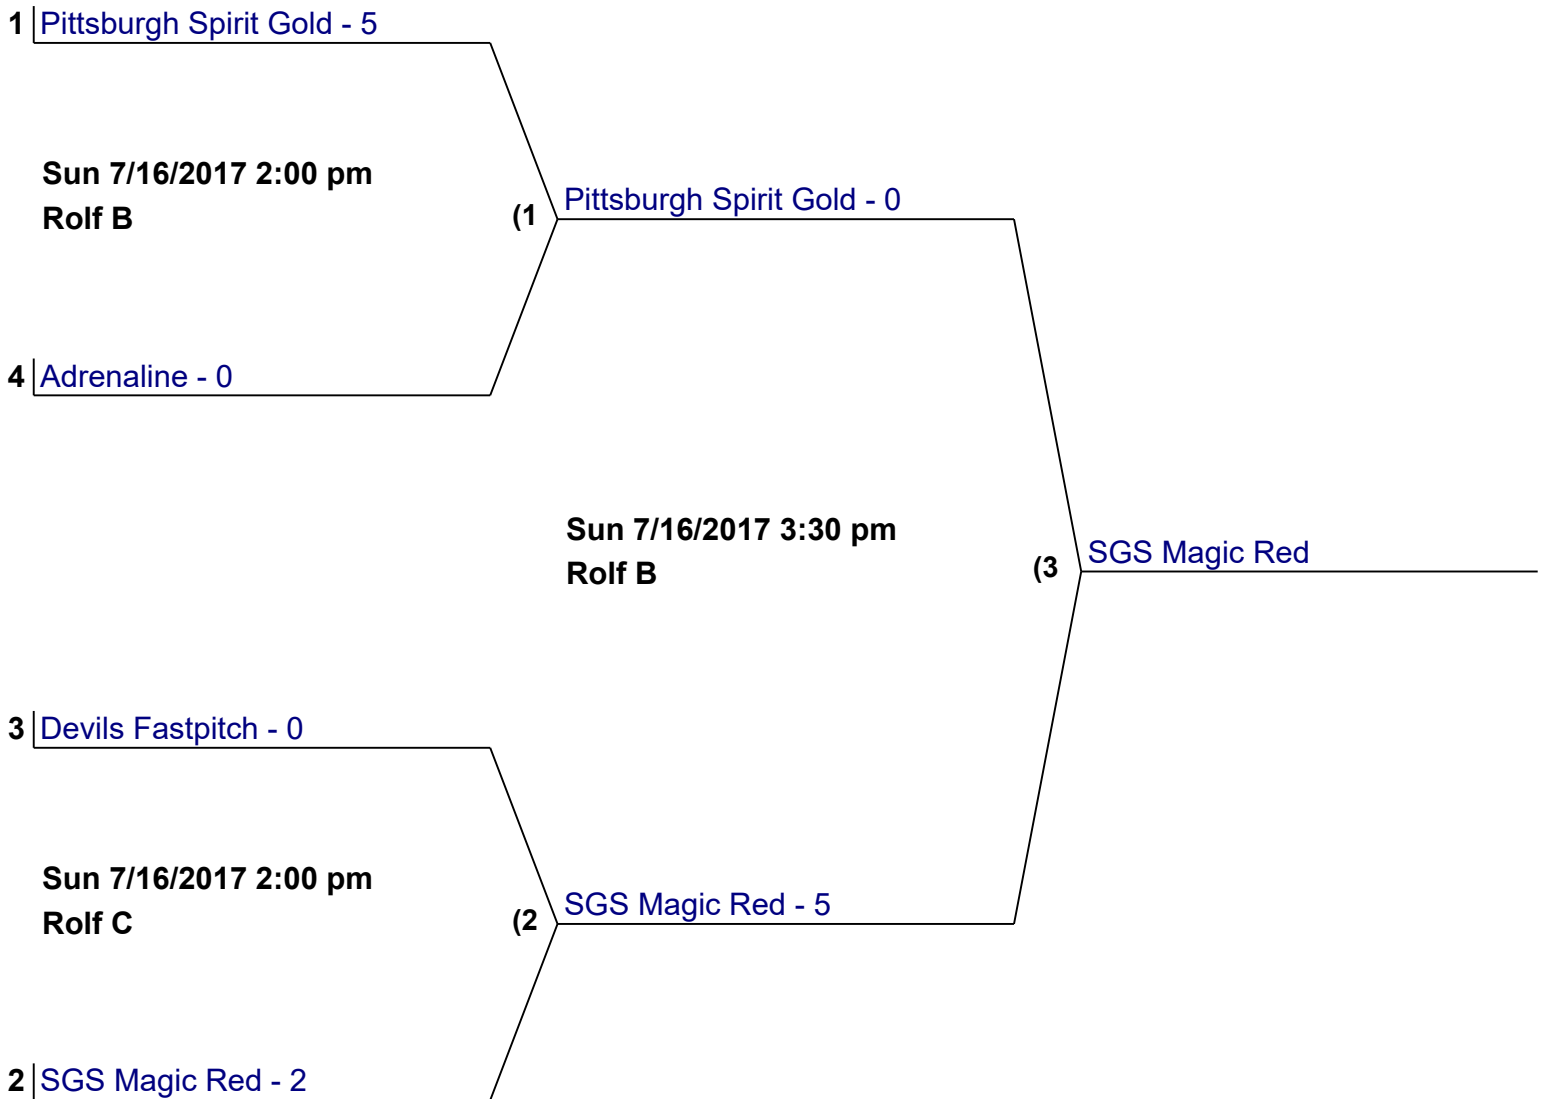 1 Pittsburgh Spirit Gold - 5
Sun 7/16/2017 2:00 pm
Rolf B
(1
Pittsburgh Spirit Gold - 0
4 Adrenaline - 0
Sun 7/16/2017 3:30 pm
Rolf B
(3
SGS Magic Red
3 Devils Fastpitch - 0
Sun 7/16/2017 2:00 pm
Rolf C
(2
SGS Magic Red - 5
2 SGS Magic Red - 2